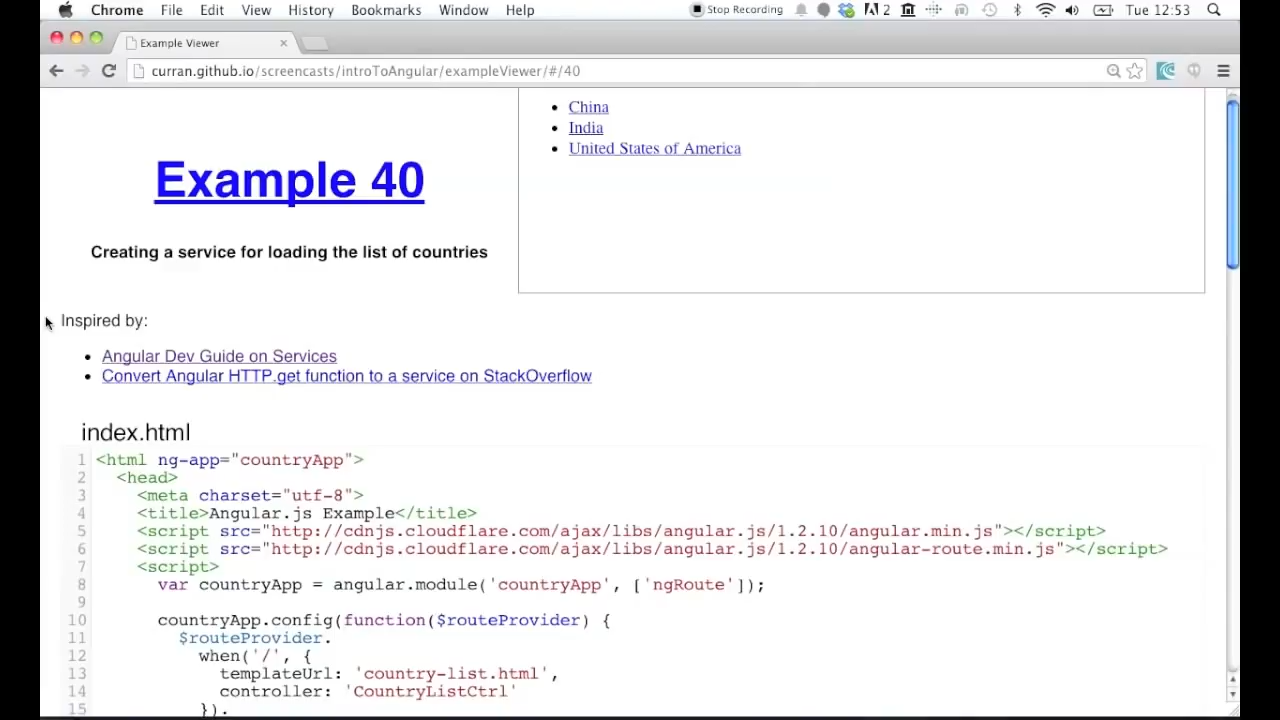 Chrome File Edit View History Bookmarks Window Help Stop Recording 2 Tue 12:53
Example Viewer
curran.github.io/screencasts/introToAngular/exampleViewer/#/40
China
India
United States of America
Example 40
Creating a service for loading the list of countries
Inspired by:
Angular Dev Guide on Services
Convert Angular HTTP.get function to a service on StackOverflow
index.html
1 <html ng-app="countryApp">
2 <head>
3 <meta charset="utf-8">
4 <title>Angular.js Example</title>
5 <script src="http://cdnjs.cloudflare.com/ajax/libs/angular.js/1.2.10/angular.min.js"></script>
6 <script src="http://cdnjs.cloudflare.com/ajax/libs/angular.js/1.2.10/angular-route.min.js"></script>
7 <script>
8 var countryApp = angular.module('countryApp', ['ngRoute']);
9
10 countryApp.config(function($routeProvider) {
11 $routeProvider.
12 when('/', {
13 templateUrl: 'country-list.html',
14 controller: 'CountryListCtrl'
15 }).